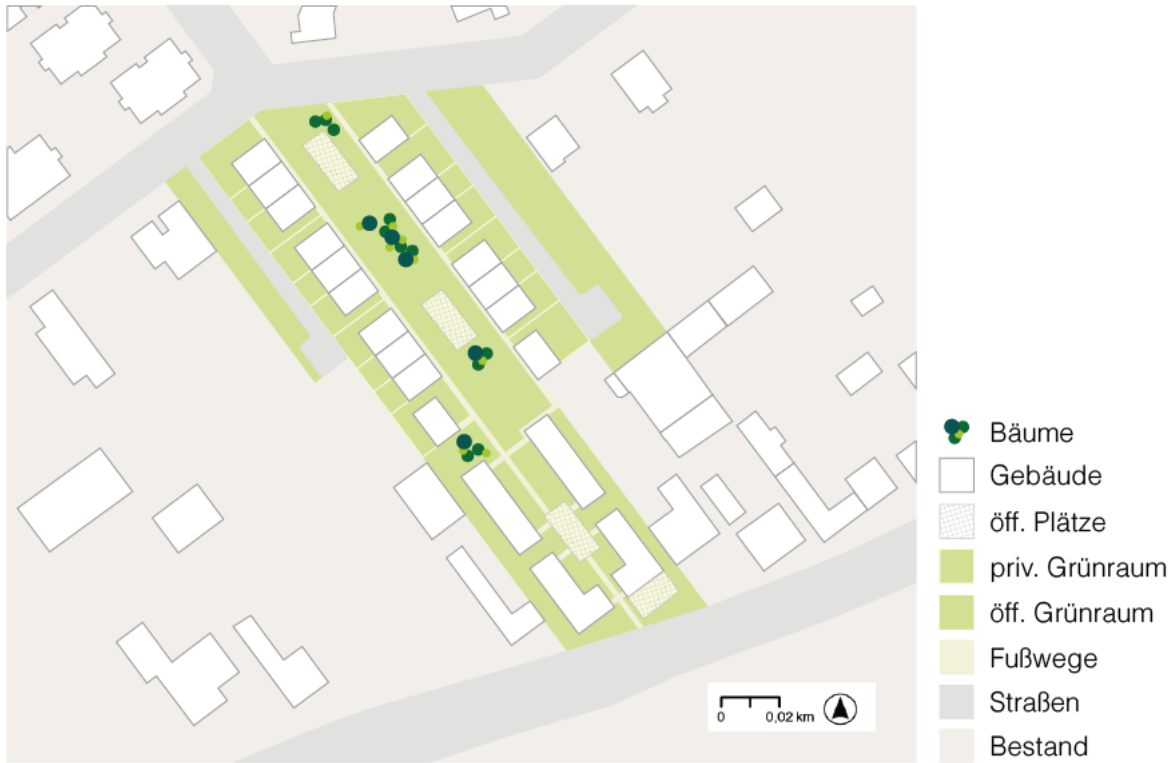 Bäume
Gebäude
öff. Plätze
priv. Grünraum
öff. Grünraum
Fußwege
Straßen
Bestand
0 0,02 km